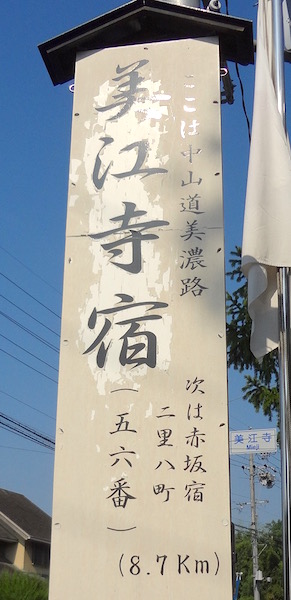 ここは中山道美濃路
美江寺宿
(五六番)
次は赤坂宿
二里八町
(8.7Km)
美江寺
Mieji